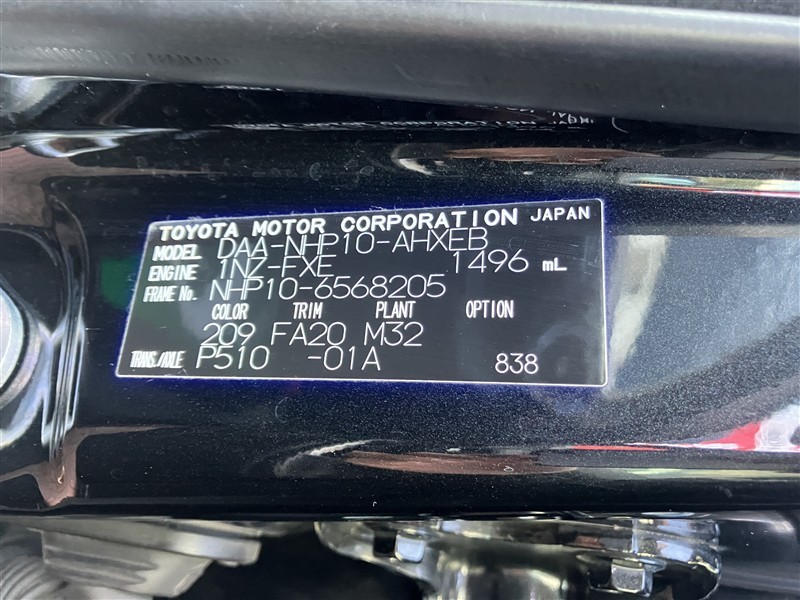 TOYOTA MOTOR CORPORATION JAPAN
MODEL DAA-NHP10-AHXEB
ENGINE 1NZ-FXE 1496 mL
FRAME No. NHP10-6568205
COLOR TRIM PLANT OPTION
209 FA20 M32
TRANS./AXLE P510 -01A 838